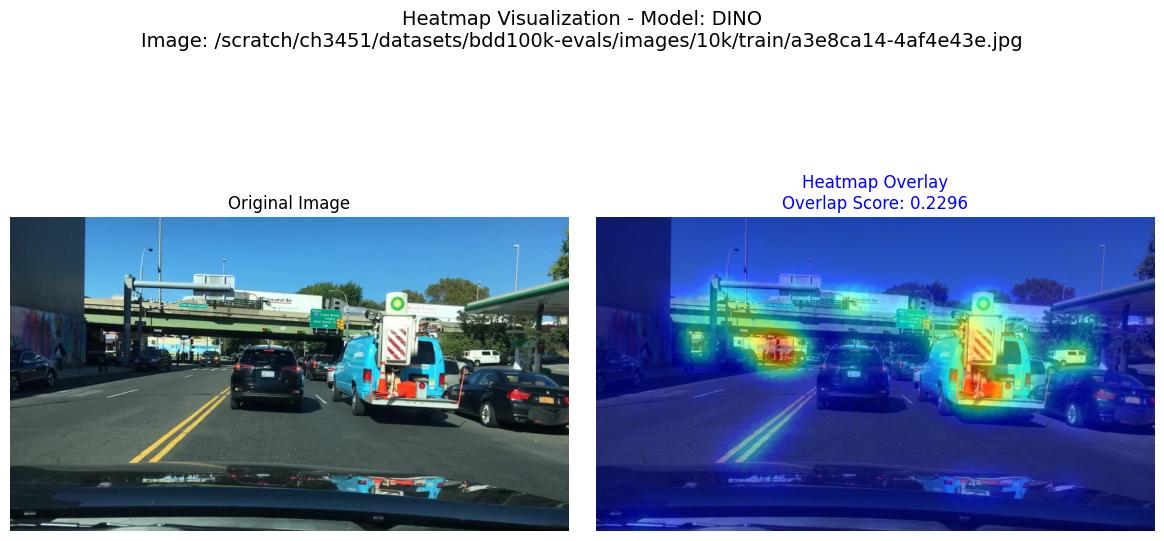 Heatmap Visualization - Model: DINO
Image: /scratch/ch3451/datasets/bdd100k-evals/images/10k/train/a3e8ca14-4af4e43e.jpg
Original Image
Heatmap Overlay
Overlap Score: 0.2296